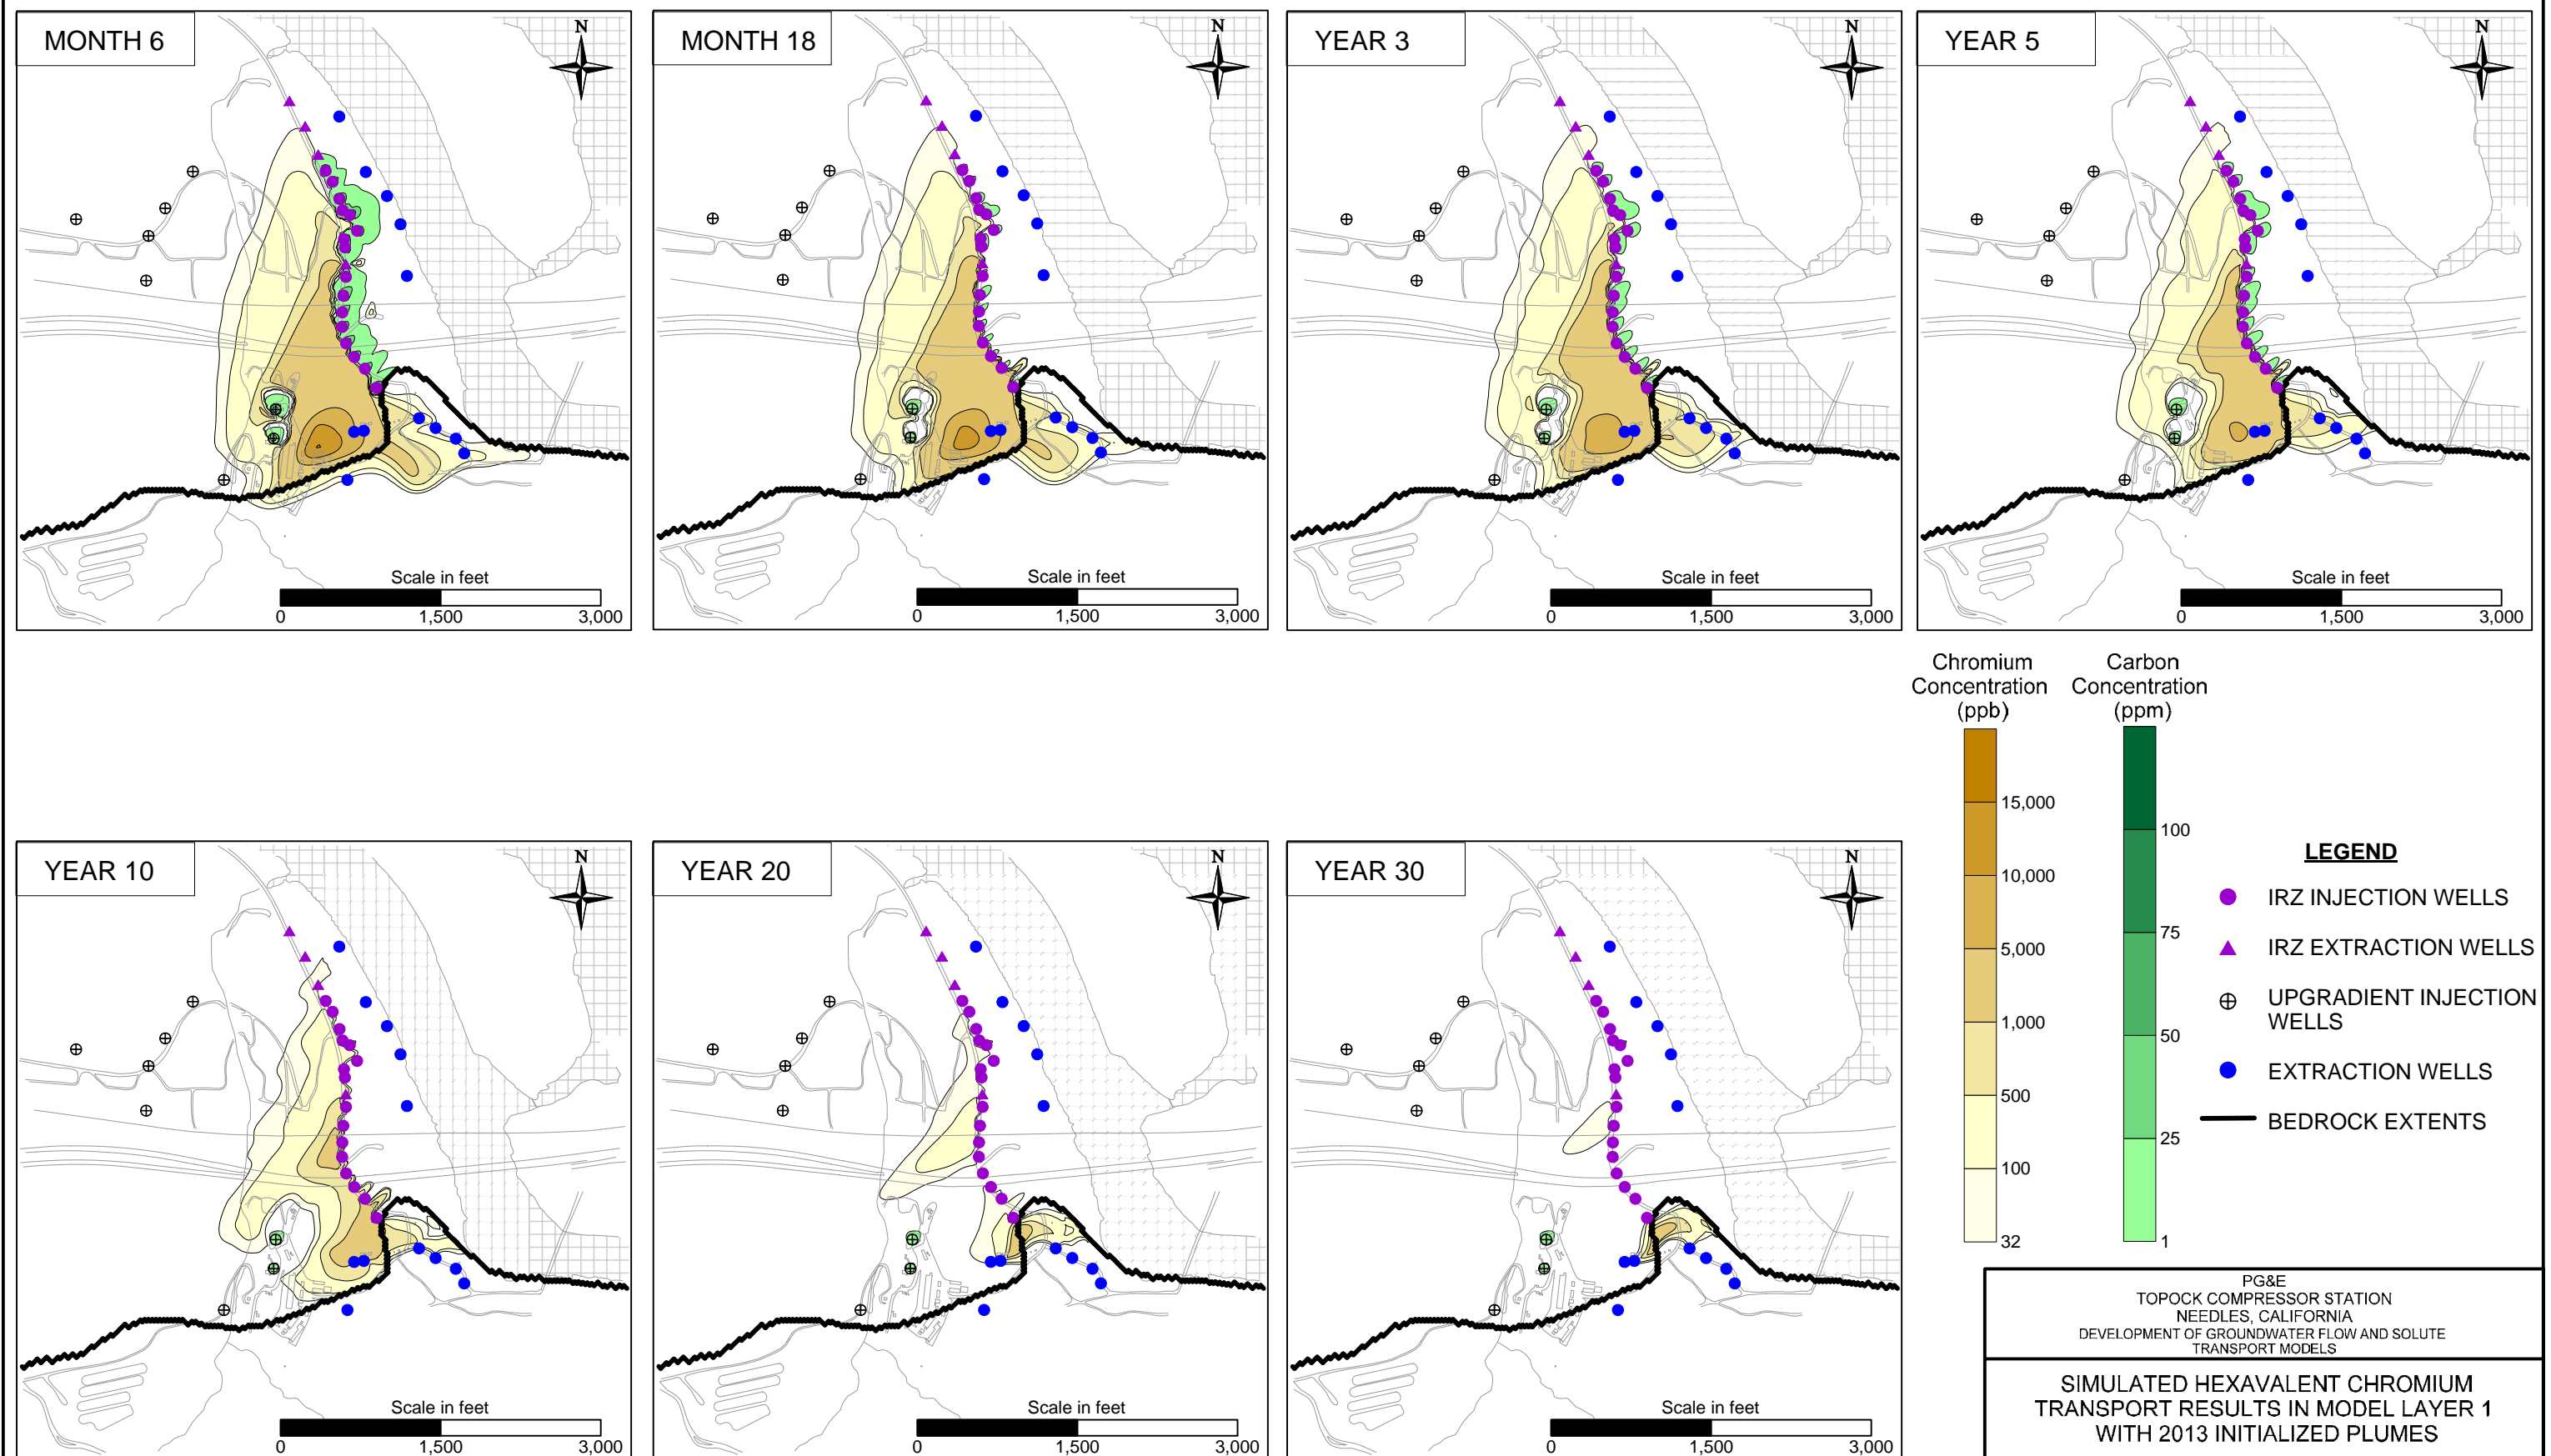 MONTH 6
N
Scale in feet
0 1,500 3,000
MONTH 18
N
Scale in feet
0 1,500 3,000
YEAR 3
N
Scale in feet
0 1,500 3,000
YEAR 5
N
Scale in feet
0 1,500 3,000
Chromium
Concentration
(ppb)
15,000
10,000
5,000
1,000
500
100
32
Carbon
Concentration
(ppm)
100
75
50
25
1
LEGEND
IRZ INJECTION WELLS
IRZ EXTRACTION WELLS
UPGRADIENT INJECTION
WELLS
EXTRACTION WELLS
BEDROCK EXTENTS
YEAR 10
N
Scale in feet
0 1,500 3,000
YEAR 20
N
Scale in feet
0 1,500 3,000
YEAR 30
N
Scale in feet
0 1,500 3,000
PG&E
TOPOCK COMPRESSOR STATION
NEEDLES, CALIFORNIA
DEVELOPMENT OF GROUNDWATER FLOW AND SOLUTE
TRANSPORT MODELS
SIMULATED HEXAVALENT CHROMIUM
TRANSPORT RESULTS IN MODEL LAYER 1
WITH 2013 INITIALIZED PLUMES